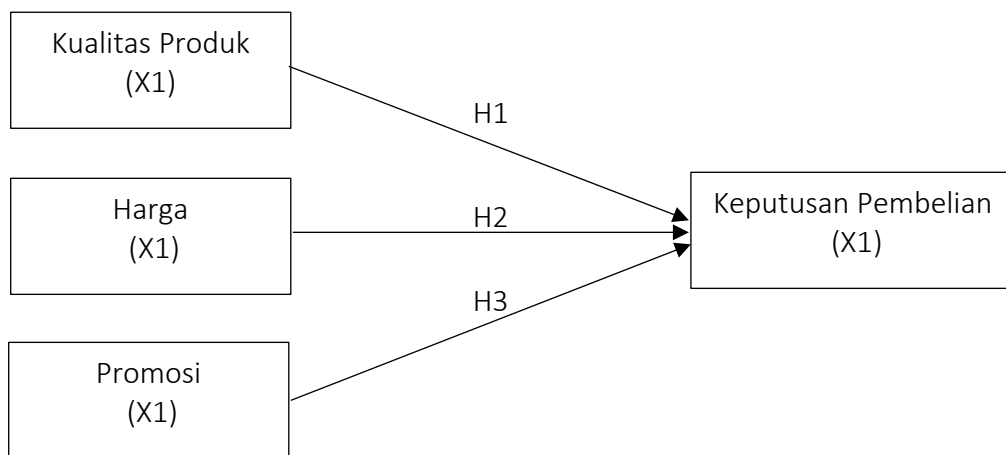 Kualitas Produk
(X1)
H1
Harga
(X1)
H2
Keputusan Pembelian
(X1)
H3
Promosi
(X1)